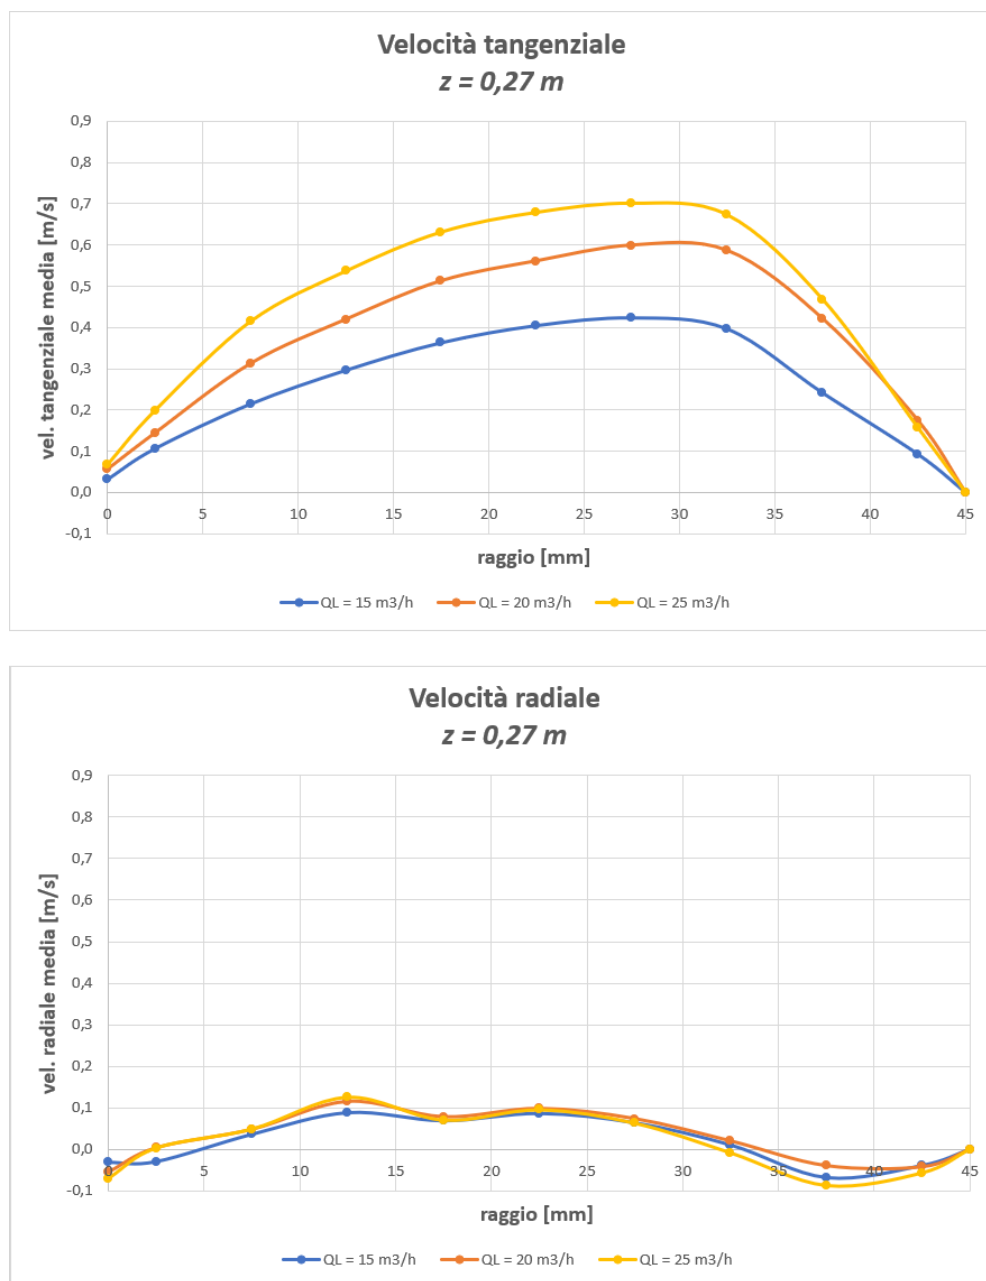 Velocità tangenziale
z = 0,27 m
0,9
0,8
0,7
0,6
0,5
0,4
0,3
0,2
0,1
0,0
-0,1
vel. tangenziale media [m/s]
0 5 10 15 20 25 30 35 40 45
raggio [mm]
QL = 15 m3/h QL = 20 m3/h QL = 25 m3/h
Velocità radiale
z = 0,27 m
0,9
0,8
0,7
0,6
0,5
0,4
0,3
0,2
0,1
0,0
-0,1
vel. radiale media [m/s]
0 5 10 15 20 25 30 35 40 45
raggio [mm]
QL = 15 m3/h QL = 20 m3/h QL = 25 m3/h